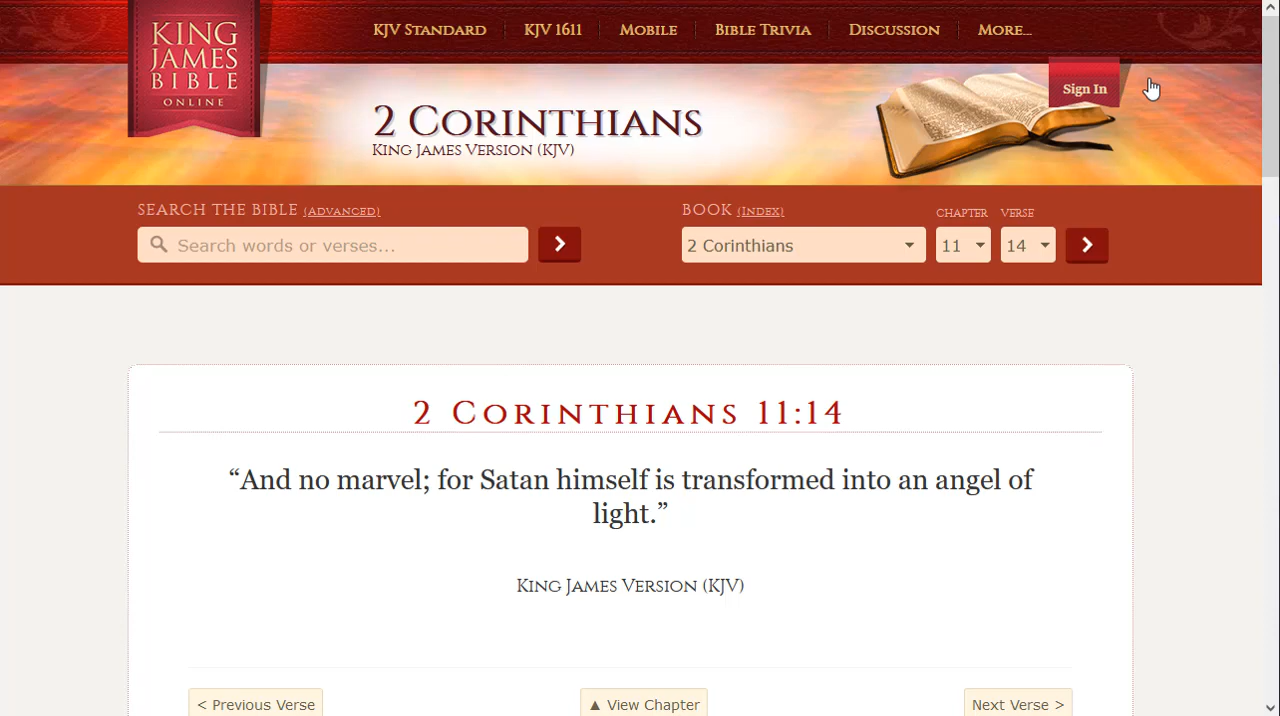 KING
JAMES
BIBLE
ONLINE
KJV Standard
KJV 1611
Mobile
Bible Trivia
Discussion
More...
Sign In
2 Corinthians
King James Version (KJV)
SEARCH THE BIBLE (Advanced)
Search words or verses...
BOOK (Index)
CHAPTER
VERSE
2 Corinthians
11
14
2 Corinthians 11:14
“And no marvel; for Satan himself is transformed into an angel of
light.”
King James Version (KJV)
< Previous Verse
▲ View Chapter
Next Verse >